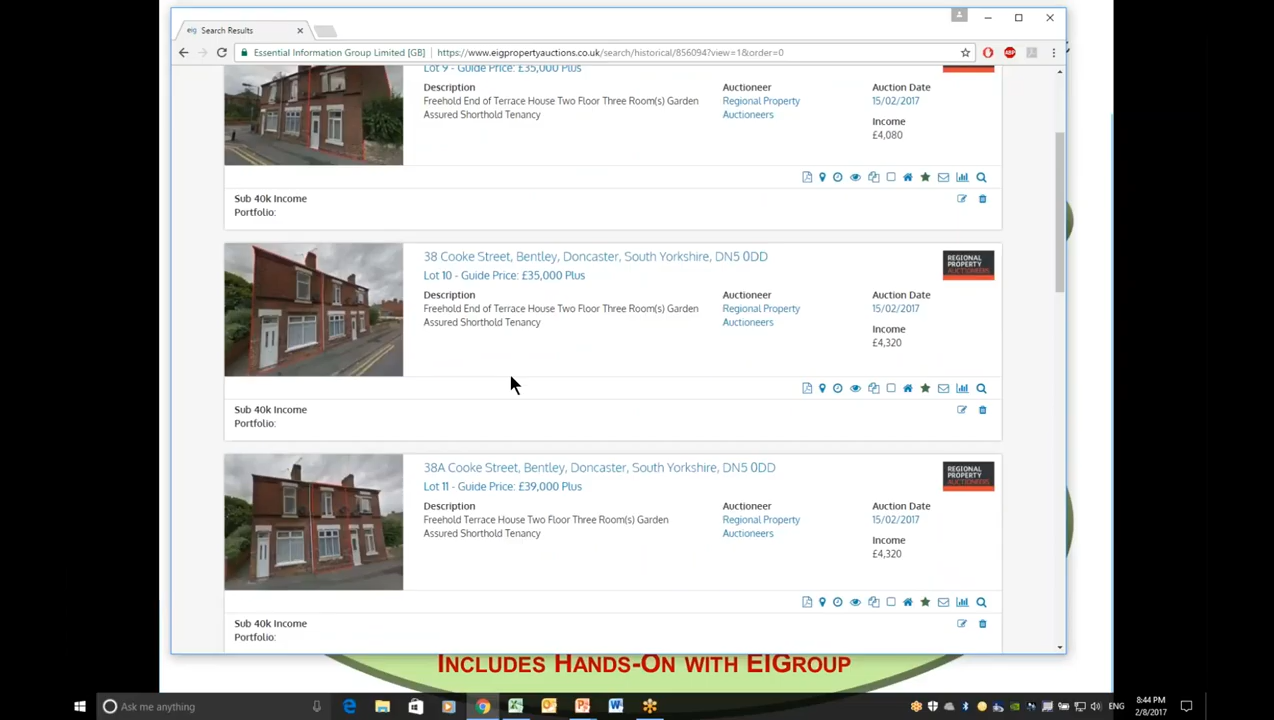 Search Results
Essential Information Group Limited [GB] https://www.eigpropertyauctions.co.uk/search/historical/856094?view=1&order=0
ABP
Lot 9 - Guide Price: £35,000 Plus
Description
Freehold End of Terrace House Two Floor Three Room(s) Garden
Assured Shorthold Tenancy
Auctioneer
Regional Property
Auctioneers
Auction Date
15/02/2017
Income
£4,080
Sub 40k Income
Portfolio:
38 Cooke Street, Bentley, Doncaster, South Yorkshire, DN5 0DD
Lot 10 - Guide Price: £35,000 Plus
Description
Freehold End of Terrace House Two Floor Three Room(s) Garden
Assured Shorthold Tenancy
Auctioneer
Regional Property
Auctioneers
REGIONAL
PROPERTY
AUCTIONEERS
Auction Date
15/02/2017
Income
£4,320
Sub 40k Income
Portfolio:
38A Cooke Street, Bentley, Doncaster, South Yorkshire, DN5 0DD
Lot 11 - Guide Price: £39,000 Plus
Description
Freehold Terrace House Two Floor Three Room(s) Garden
Assured Shorthold Tenancy
Auctioneer
Regional Property
Auctioneers
REGIONAL
PROPERTY
AUCTIONEERS
Auction Date
15/02/2017
Income
£4,320
Sub 40k Income
Portfolio:
INCLUDES HANDS-ON WITH EIGROUP
Ask me anything
ENG
8:44 PM
2/8/2017